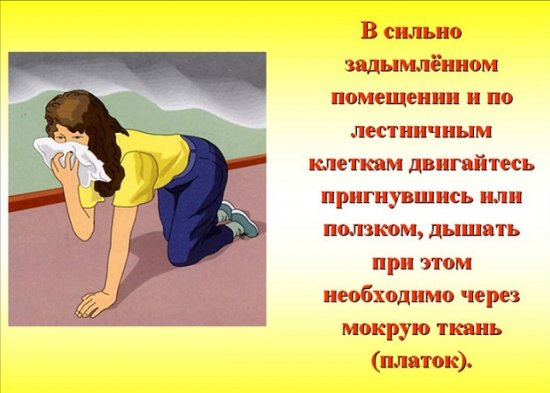 В сильно
задымлённом
помещении и по
лестничным
клеткам двигайтесь
пригнувшись или
ползком, дышать
при этом
необходимо через
мокрую ткань
(платок).